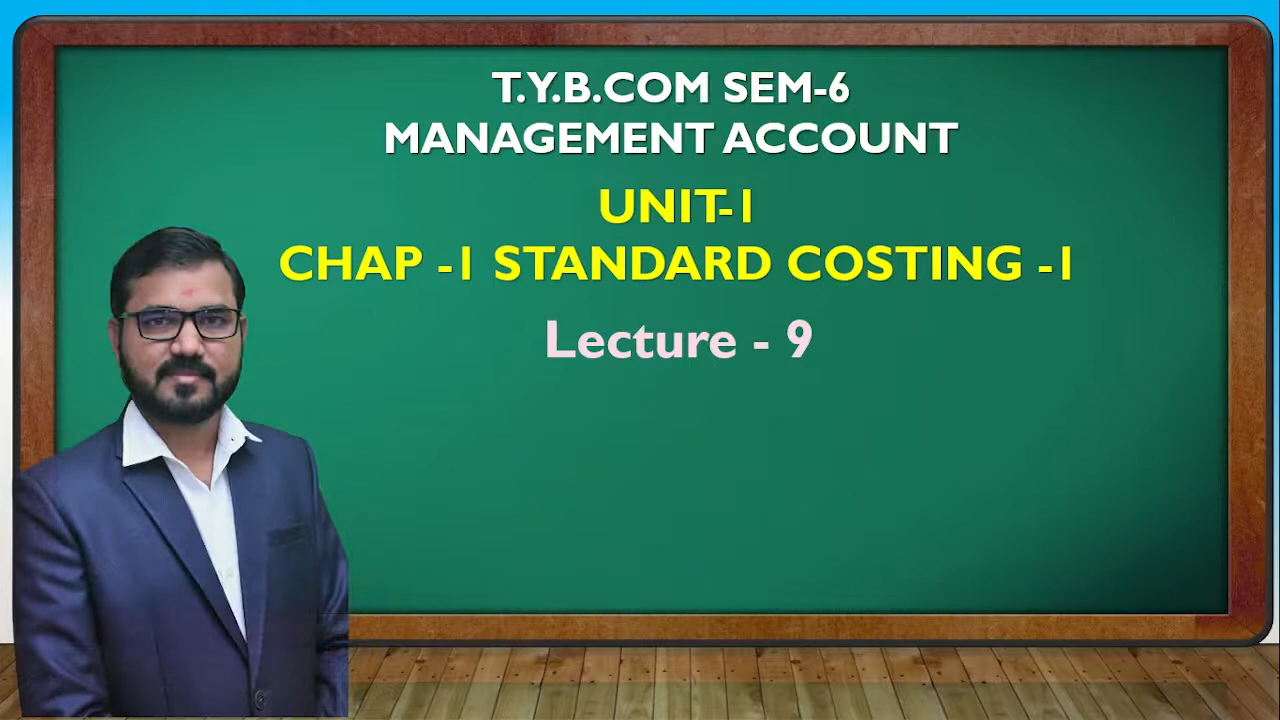 T.Y.B.COM SEM-6
MANAGEMENT ACCOUNT
UNIT-1
CHAP -1 STANDARD COSTING -1
Lecture - 9